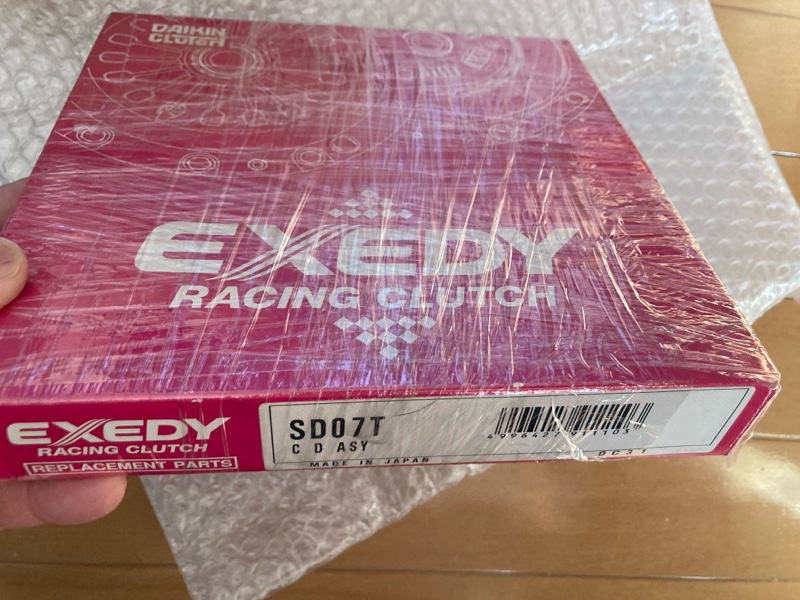 DAIKIN
CLUTCH
EXEDY
RACING CLUTCH
EXEDY
RACING CLUTCH
REPLACEMENT PARTS
SD07T
C D ASY
MADE IN JAPAN